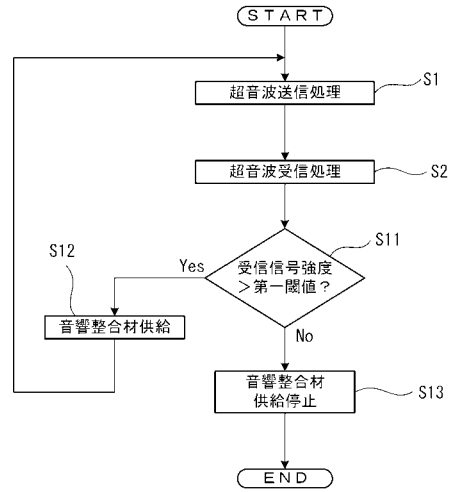 START
超音波送信処理
S1
超音波受信処理
S2
S11
受信信号強度
＞第一閾値？
Yes
S12
音響整合材供給
No
音響整合材
供給停止
S13
END